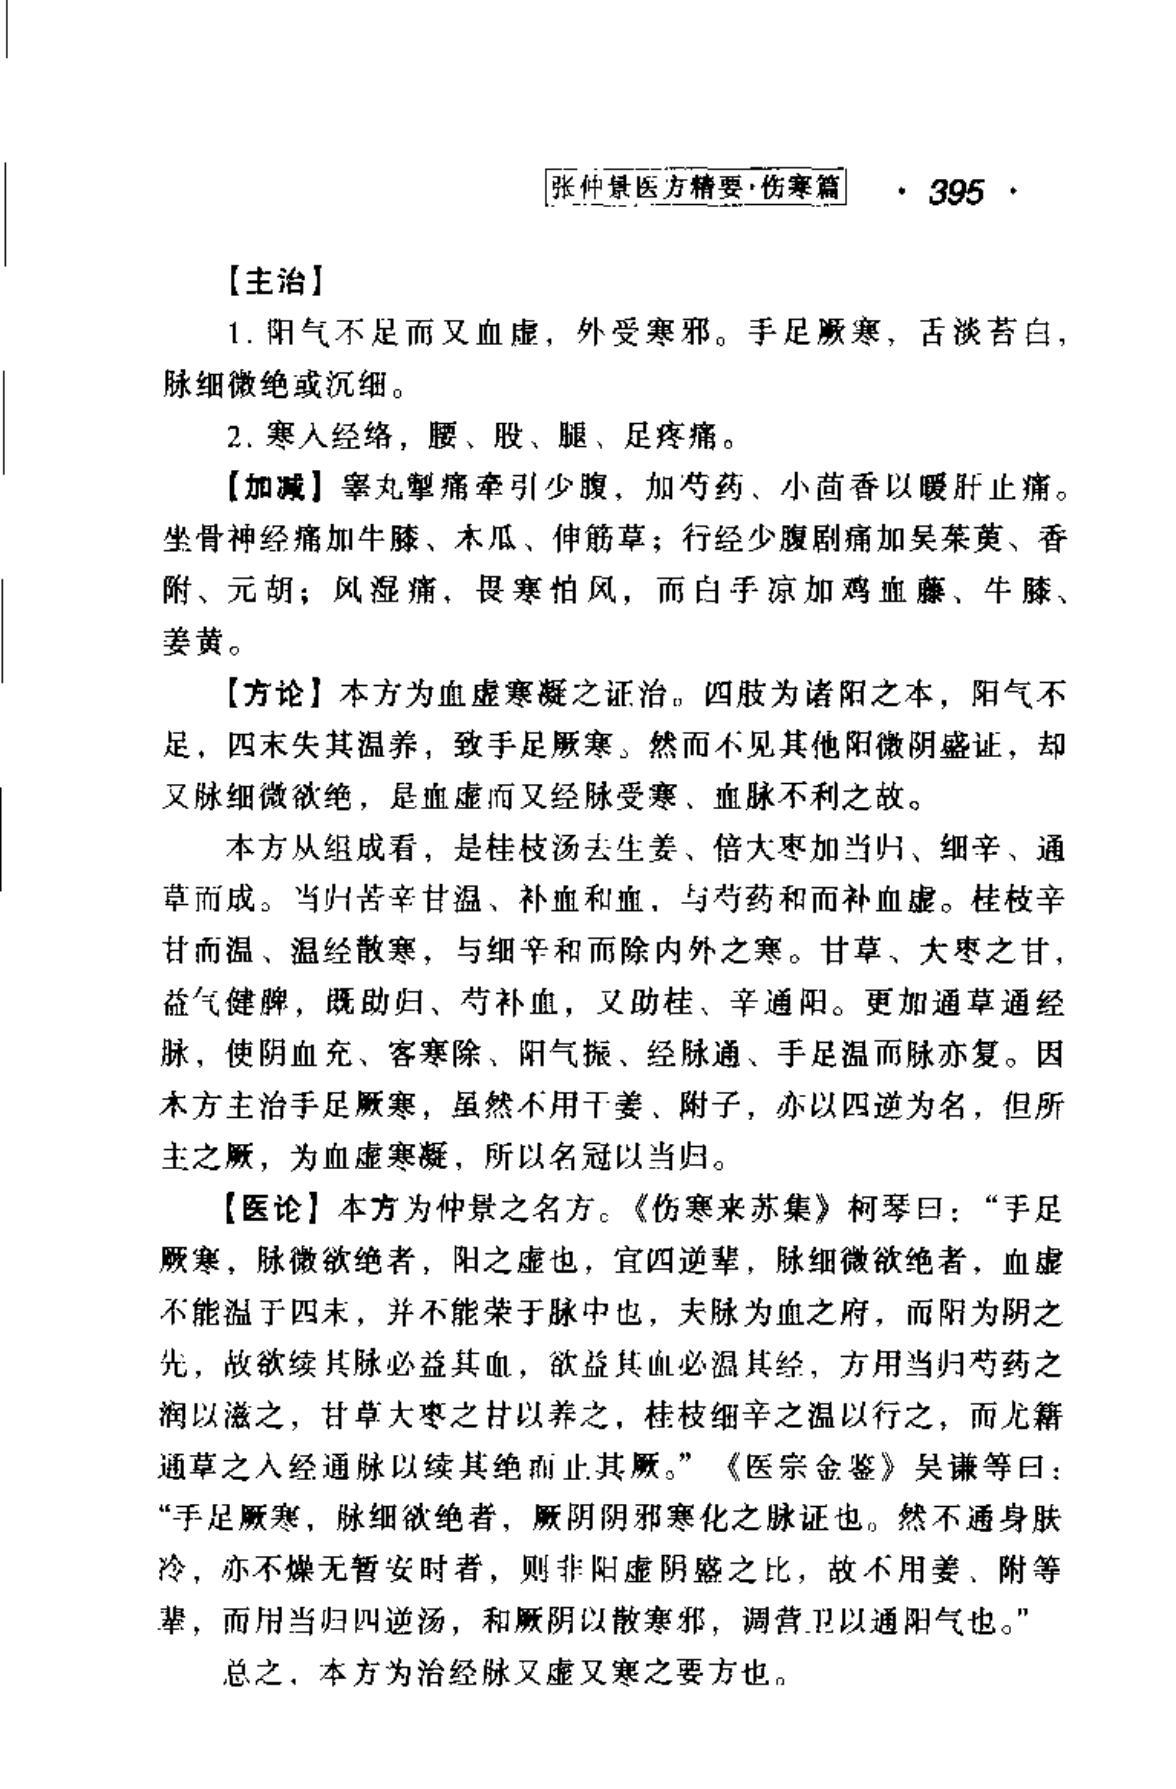 张仲景医方精要·伤寒篇 · 395 ·
【主治】
1. 阳气不足而又血虚，外受寒邪。手足厥寒，舌淡苔白，
脉细微绝或沉细。
2. 寒入经络，腰、股、腿、足疼痛。
【加减】睾丸掣痛牵引少腹，加芍药、小茴香以暖肝止痛。
坐骨神经痛加牛膝、木瓜、伸筋草；行经少腹剧痛加吴茱萸、香
附、元胡；风湿痛，畏寒怕风，而白手凉加鸡血藤、牛膝、
姜黄。
【方论】本方为血虚寒凝之证治。四肢为诸阳之本，阳气不
足，四末失其温养，致手足厥寒。然而不见其他阳微阴盛证，却
又脉细微欲绝，是血虚而又经脉受寒、血脉不利之故。
本方从组成看，是桂枝汤去生姜、倍大枣加当归、细辛、通
草而成。当归苦辛甘温、补血和血，与芍药和而补血虚。桂枝辛
甘而温、温经散寒，与细辛和而除内外之寒。甘草、大枣之甘，
益气健脾，既助归、芍补血，又助桂、辛通阳。更加通草通经
脉，使阴血充、客寒除、阳气振、经脉通、手足温而脉亦复。因
本方主治手足厥寒，虽然不用干姜、附子，亦以四逆为名，但所
主之厥，为血虚寒凝，所以名冠以当归。
【医论】本方为仲景之名方。《伤寒来苏集》柯琴曰：“手足
厥寒，脉微欲绝者，阳之虚也，宜四逆辈，脉细微欲绝者，血虚
不能温于四末，并不能荣于脉中也，夫脉为血之府，而阳为阴之
先，故欲续其脉必益其血，欲益其血必温其经，方用当归芍药之
润以滋之，甘草大枣之甘以养之，桂枝细辛之温以行之，而尤籍
通草之入经通脉以续其绝而止其厥。”《医宗金鉴》吴谦等曰：
“手足厥寒，脉细欲绝者，厥阴阴邪寒化之脉证也。然不通身肤
冷，亦不燥无暂安时者，则非阳虚阴盛之比，故不用姜、附等
辈，而用当归四逆汤，和厥阴以散寒邪，调营卫以通阳气也。”
总之，本方为治经脉又虚又寒之要方也。